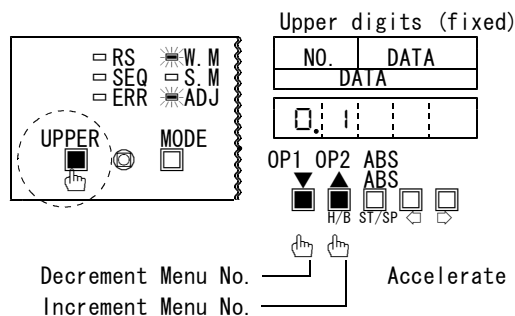 Upper digits (fixed)
RS W.M
SEQ S.M
ERR ADJ
UPPER MODE
NO. DATA
DATA
0. 1
OP1 OP2 ABS
ABS
H/B ST/SP
Decrement Menu No. Accelerate
Increment Menu No.